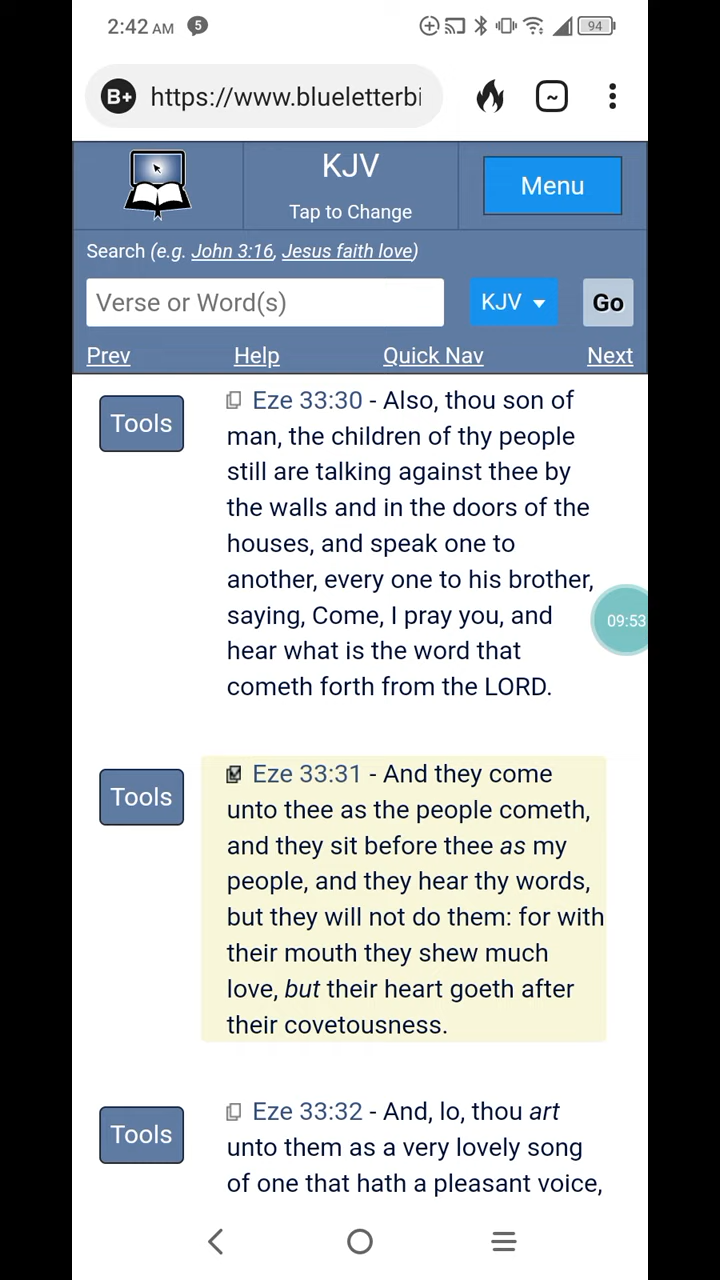 2:42 AM 5 94
B+ https://www.blueletterbi
KJV
Tap to Change
Menu
Search (e.g. John 3:16, Jesus faith love)
Verse or Word(s) KJV Go
Prev Help Quick Nav Next
Tools
Eze 33:30 - Also, thou son of
man, the children of thy people
still are talking against thee by
the walls and in the doors of the
houses, and speak one to
another, every one to his brother,
saying, Come, I pray you, and
hear what is the word that
cometh forth from the LORD.
09:53
Tools
Eze 33:31 - And they come
unto thee as the people cometh,
and they sit before thee as my
people, and they hear thy words,
but they will not do them: for with
their mouth they shew much
love, but their heart goeth after
their covetousness.
Tools
Eze 33:32 - And, lo, thou art
unto them as a very lovely song
of one that hath a pleasant voice,